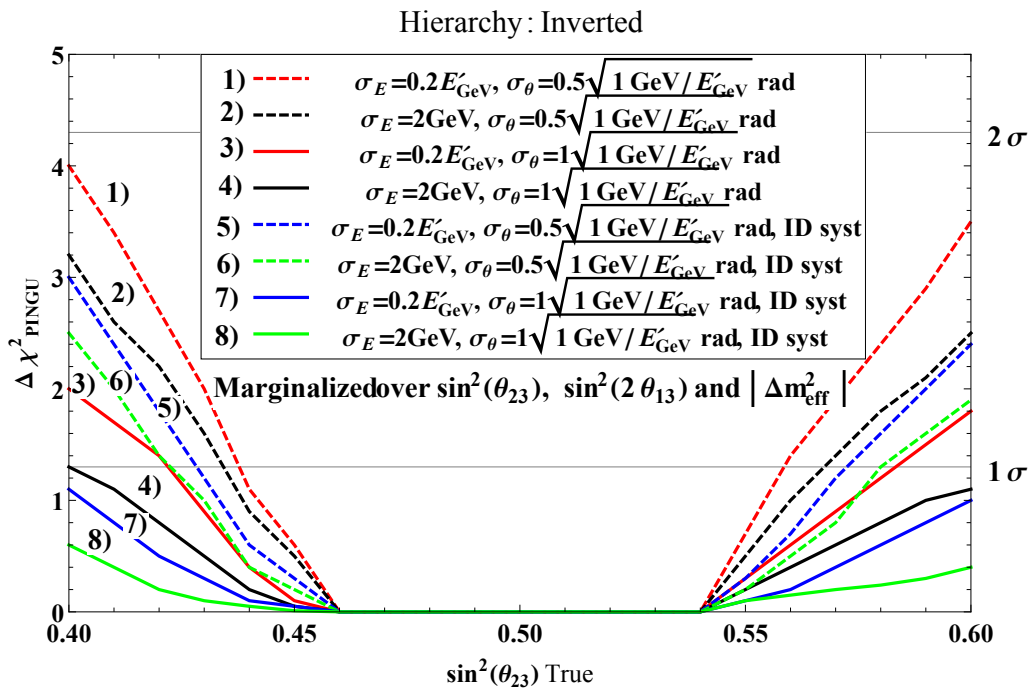 Hierarchy: Inverted
5
4
3
2
1
0
Δ χ²PINGU
1) σE=0.2E′GeV, σθ=0.5√1 GeV/E′GeV rad
2) σE=2GeV, σθ=0.5√1 GeV/E′GeV rad
3) σE=0.2E′GeV, σθ=1√1 GeV/E′GeV rad
4) σE=2GeV, σθ=1√1 GeV/E′GeV rad
5) σE=0.2E′GeV, σθ=0.5√1 GeV/E′GeV rad, ID syst
6) σE=2GeV, σθ=0.5√1 GeV/E′GeV rad, ID syst
7) σE=0.2E′GeV, σθ=1√1 GeV/E′GeV rad, ID syst
8) σE=2GeV, σθ=1√1 GeV/E′GeV rad, ID syst
Marginalizedover sin²(θ23), sin²(2 θ13) and |Δm²eff|
1)
2)
3)
6)
5)
4)
7)
8)
2 σ
1 σ
0.40 0.45 0.50 0.55 0.60
sin²(θ23) True